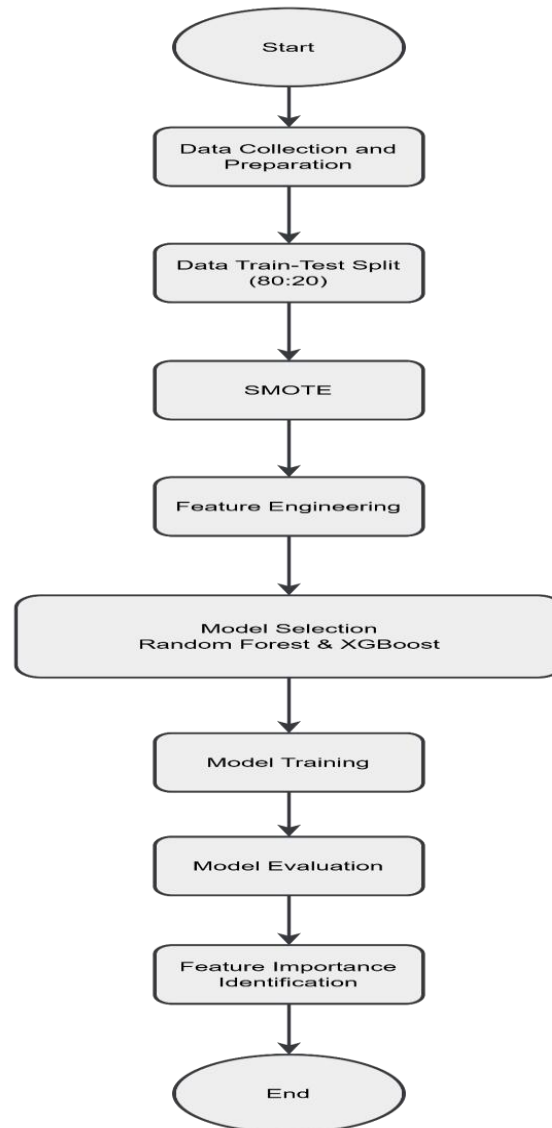 Start
Data Collection and
Preparation
Data Train-Test Split
(80:20)
SMOTE
Feature Engineering
Model Selection
Random Forest & XGBoost
Model Training
Model Evaluation
Feature Importance
Identification
End